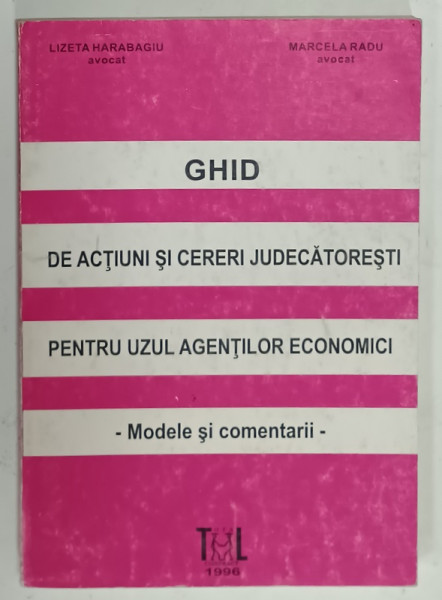 LIZETA HARABAGIU
avocat
MARCELA RADU
avocat
GHID
DE ACŢIUNI ŞI CERERI JUDECĂTOREŞTI
PENTRU UZUL AGENŢILOR ECONOMICI
- Modele şi comentarii -
T L
1996